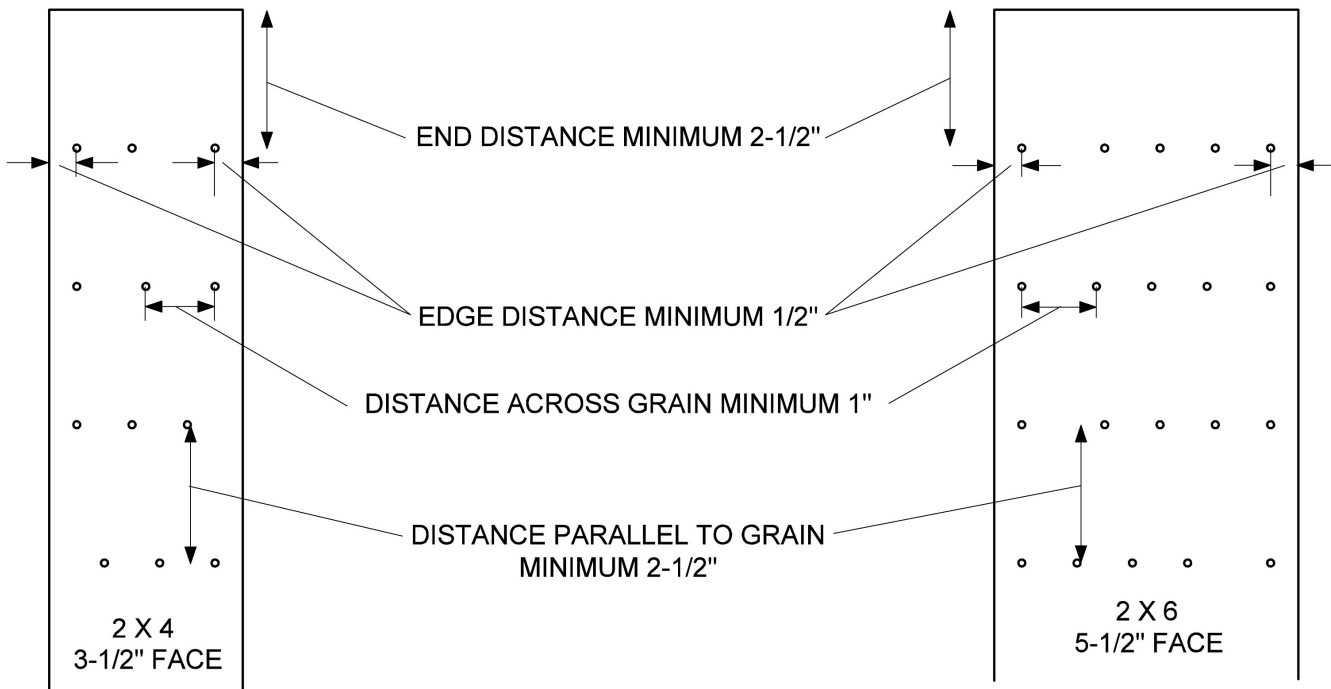 END DISTANCE MINIMUM 2-1/2"
EDGE DISTANCE MINIMUM 1/2"
DISTANCE ACROSS GRAIN MINIMUM 1"
DISTANCE PARALLEL TO GRAIN
MINIMUM 2-1/2"
2 X 4
3-1/2" FACE
2 X 6
5-1/2" FACE